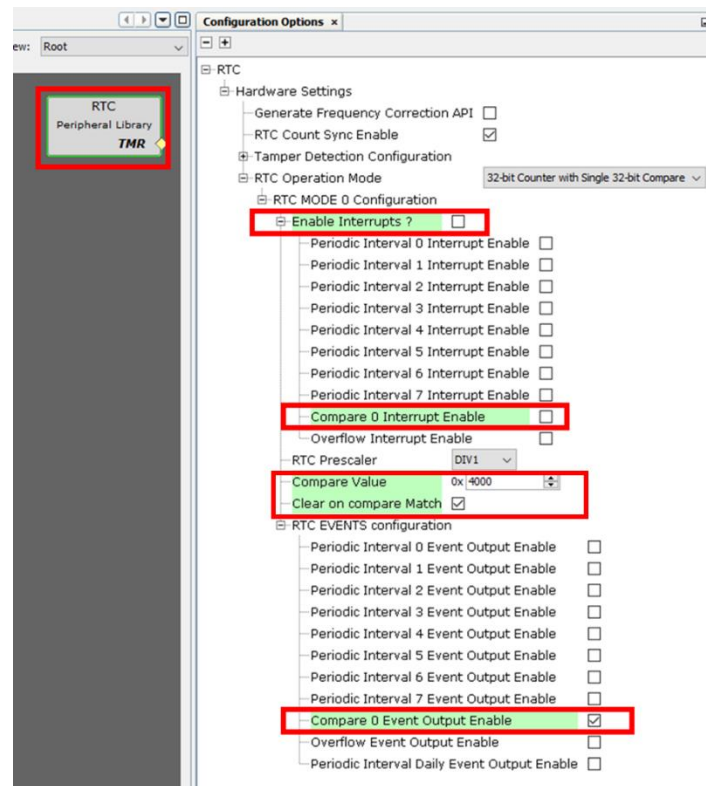 Configuration Options ×
ew: Root
RTC
Peripheral Library
TMR
RTC
Hardware Settings
Generate Frequency Correction API
RTC Count Sync Enable
Tamper Detection Configuration
RTC Operation Mode 32-bit Counter with Single 32-bit Compare
RTC MODE 0 Configuration
Enable Interrupts ?
Periodic Interval 0 Interrupt Enable
Periodic Interval 1 Interrupt Enable
Periodic Interval 2 Interrupt Enable
Periodic Interval 3 Interrupt Enable
Periodic Interval 4 Interrupt Enable
Periodic Interval 5 Interrupt Enable
Periodic Interval 6 Interrupt Enable
Periodic Interval 7 Interrupt Enable
Compare 0 Interrupt Enable
Overflow Interrupt Enable
RTC Prescaler DIV1
Compare Value 0x 4000
Clear on compare Match
RTC EVENTS configuration
Periodic Interval 0 Event Output Enable
Periodic Interval 1 Event Output Enable
Periodic Interval 2 Event Output Enable
Periodic Interval 3 Event Output Enable
Periodic Interval 4 Event Output Enable
Periodic Interval 5 Event Output Enable
Periodic Interval 6 Event Output Enable
Periodic Interval 7 Event Output Enable
Compare 0 Event Output Enable
Overflow Event Output Enable
Periodic Interval Daily Event Output Enable